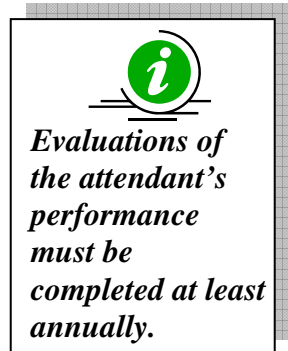 i
Evaluations of
the attendant's
performance
must be
completed at least
annually.